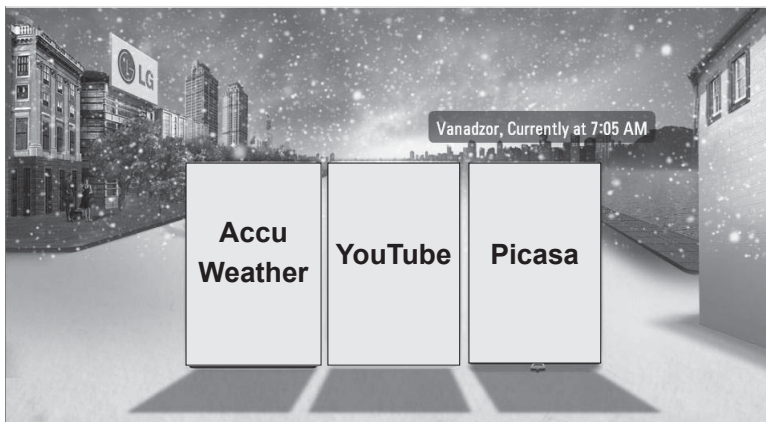 LG
Vanadzor, Currently at 7:05 AM
Accu
Weather
YouTube
Picasa